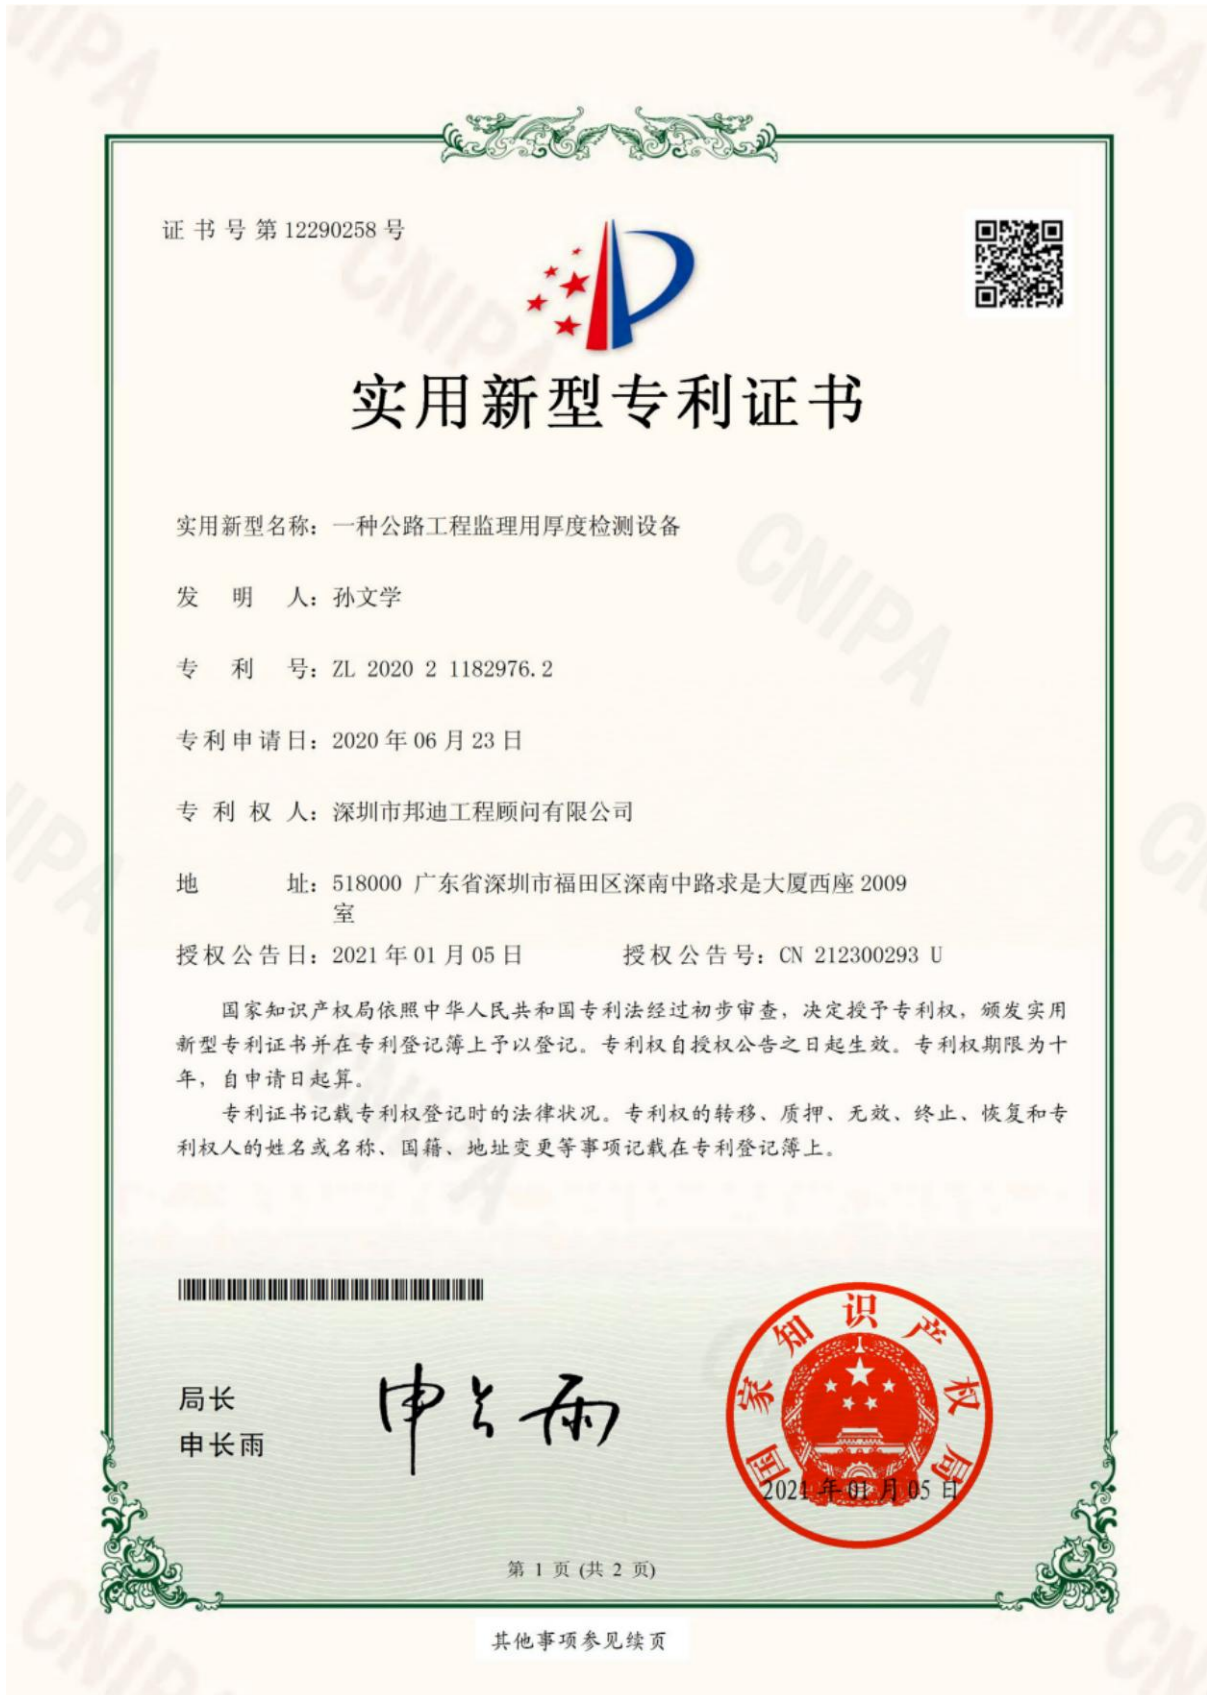 证书号第12290258号
实用新型专利证书
实用新型名称：一种公路工程监理用厚度检测设备
发明人：孙文学
专利号：ZL 2020 2 1182976.2
专利申请日：2020年06月23日
专利权人：深圳市邦迪工程顾问有限公司
地址：518000 广东省深圳市福田区深南中路求是大厦西座2009
室
授权公告日：2021年01月05日 授权公告号：CN 212300293 U
国家知识产权局依照中华人民共和国专利法经过初步审查，决定授予专利权，颁发实用
新型专利证书并在专利登记簿上予以登记。专利权自授权公告之日起生效。专利权期限为十
年，自申请日起算。
专利证书记载专利权登记时的法律状况。专利权的转移、质押、无效、终止、恢复和专
利权人的姓名或名称、国籍、地址变更等事项记载在专利登记簿上。
局长
申长雨
申长雨
国家知识产权局
2021年01月05日
第 1 页 (共 2 页)
其他事项参见续页
CNIPA
CNIPA
CNIPA
CNIPA
CNIPA